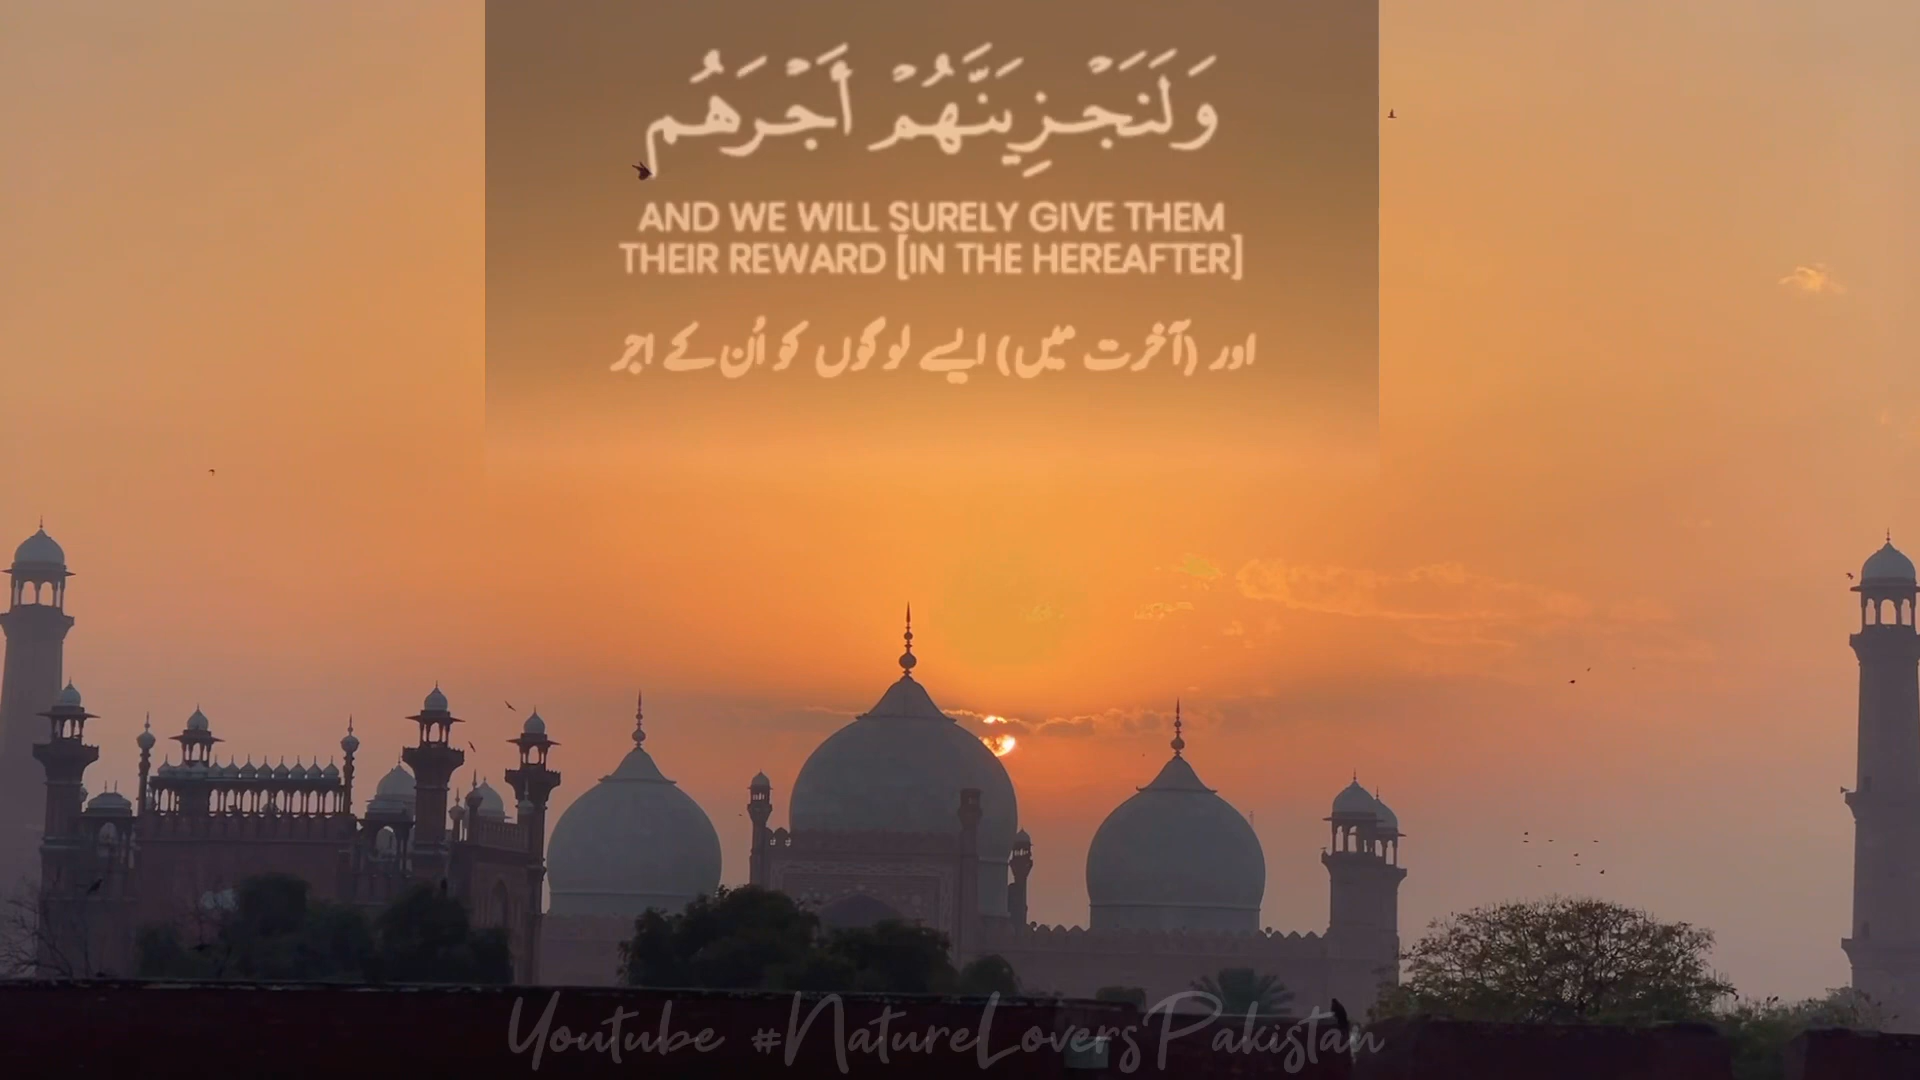 وَلَنَجْزِيَنَّهُمْ أَجْرَهُم
AND WE WILL SURELY GIVE THEM
THEIR REWARD [IN THE HEREAFTER]
اور (آخرت میں) ایسے لوگوں کو اُن کے اجر
Youtube #NatureLoversPakistan